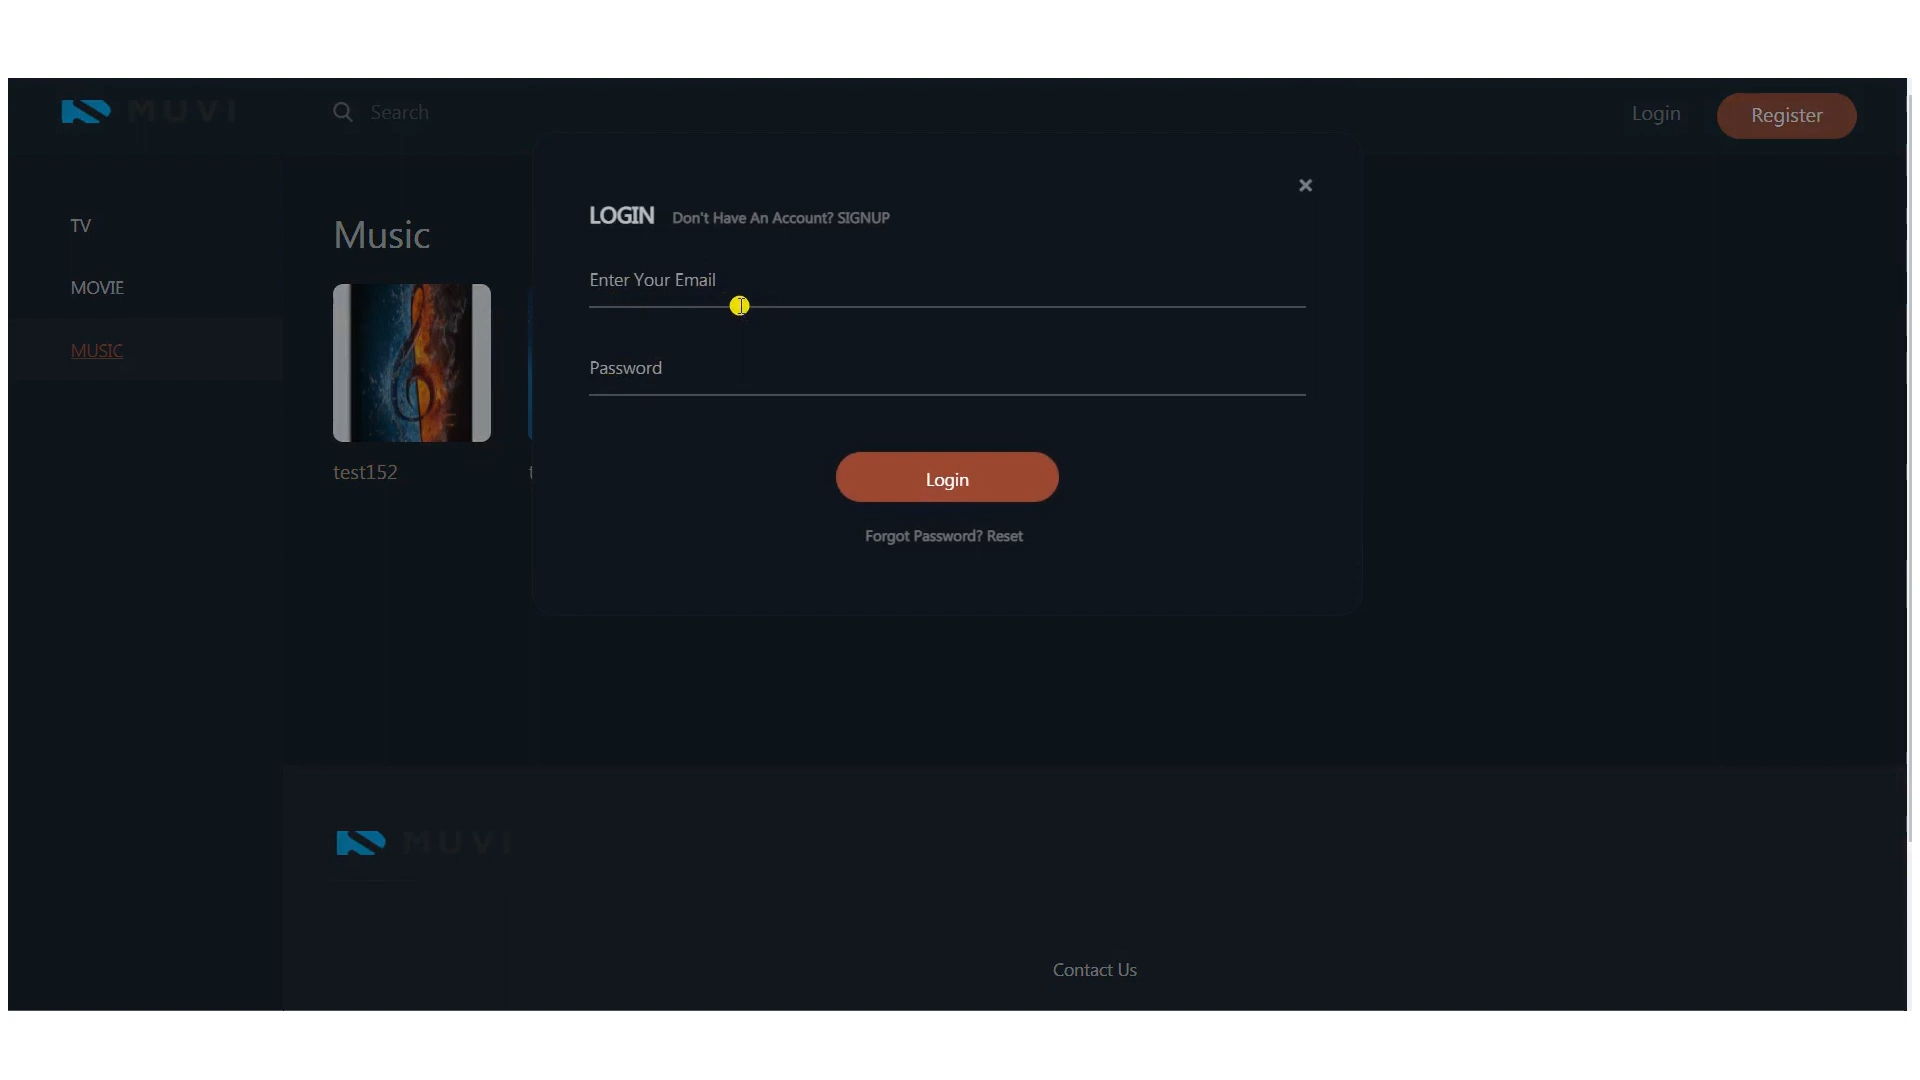 MUVI
Search
Login
Register
TV
MOVIE
MUSIC
Music
test152
LOGIN Don't Have An Account? SIGNUP
Enter Your Email
Password
Login
Forgot Password? Reset
MUVI
Contact Us